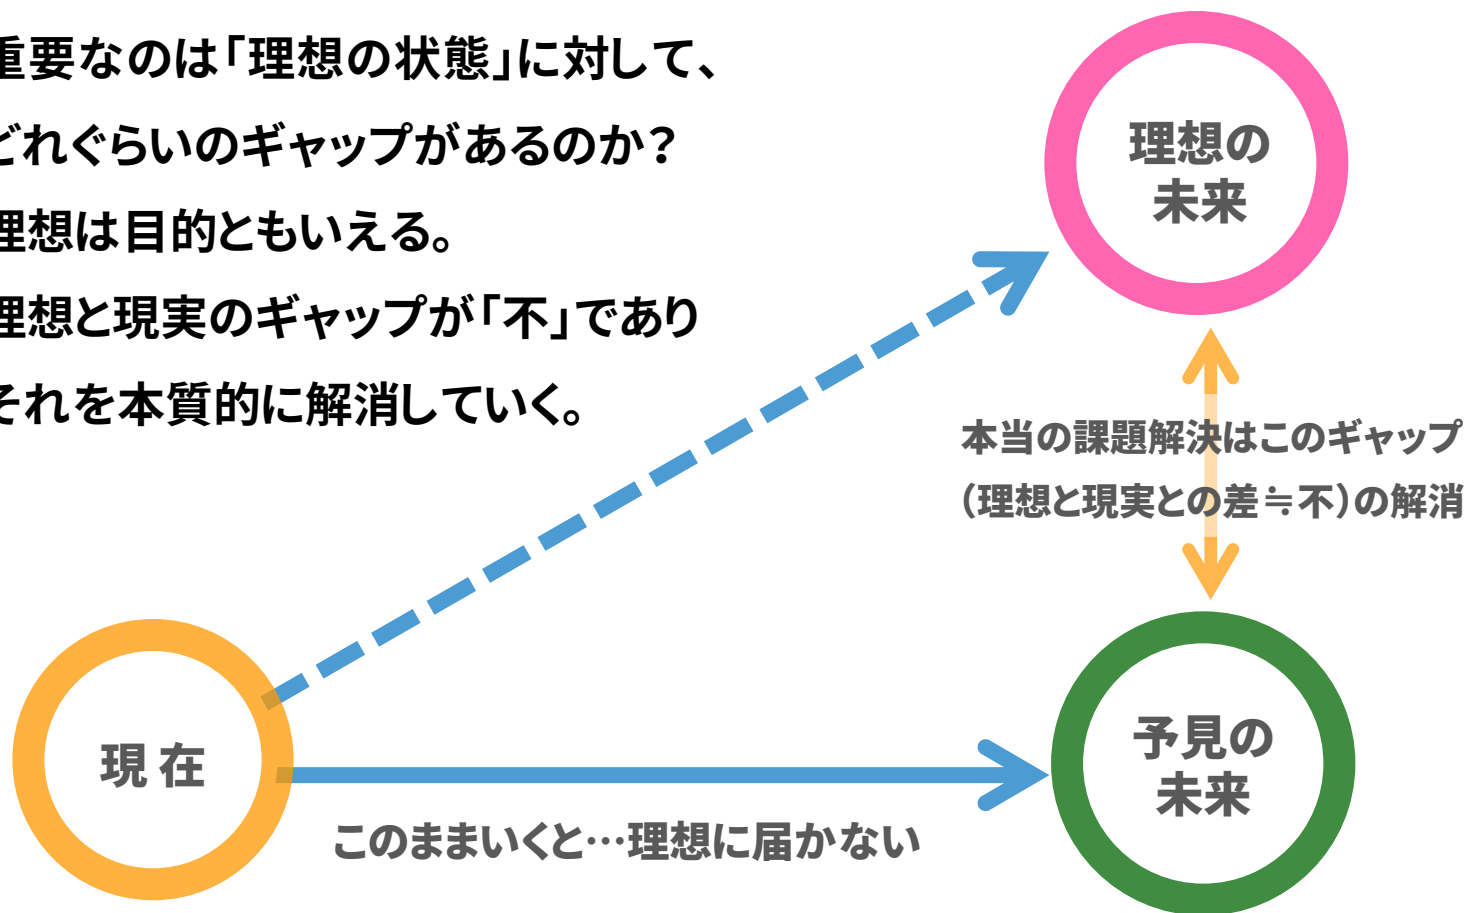 重要なのは「理想の状態」に対して、
どれぐらいのギャップがあるのか？
理想は目的ともいえる。
理想と現実のギャップが「不」であり
それを本質的に解消していく。
理想の
未来
本当の課題解決はこのギャップ
（理想と現実との差≒不）の解消
現在
予見の
未来
このままいくと…理想に届かない